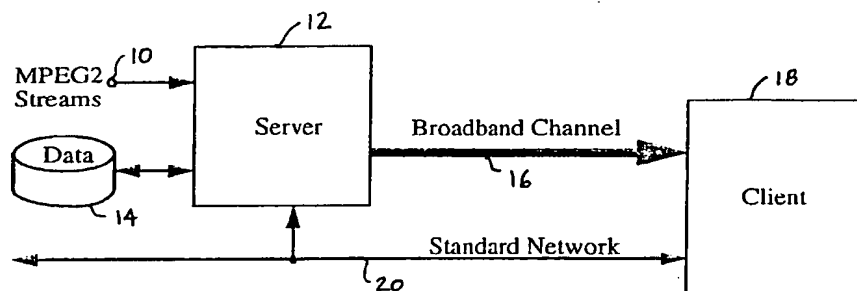 12
10
MPEG2
Streams
18
Server
Broadband Channel
Data
16
Client
14
Standard Network
20